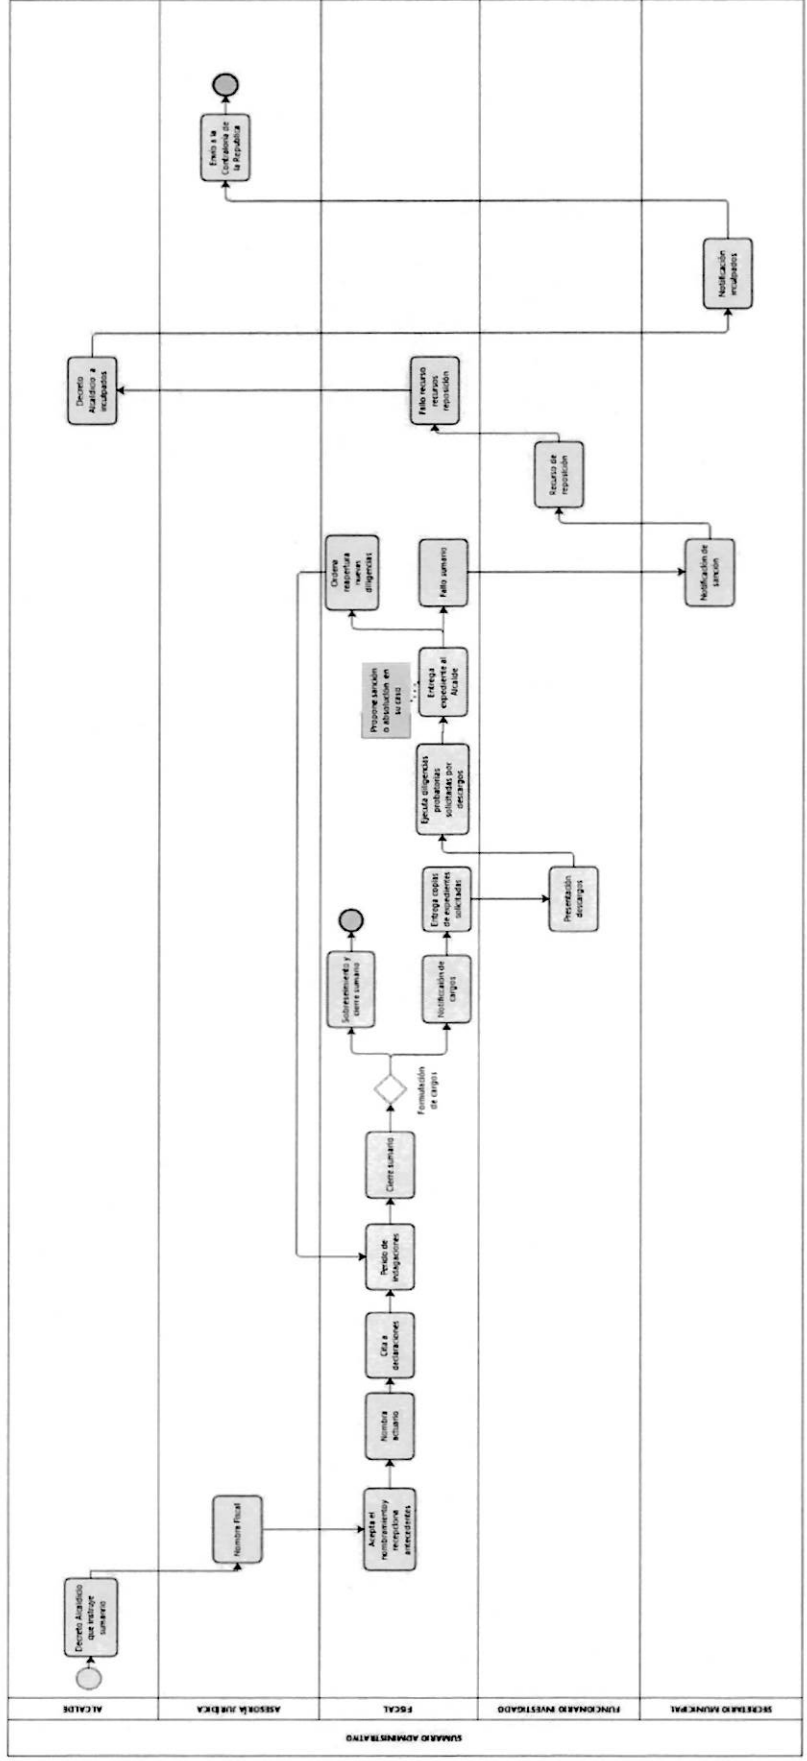 SUMARIO ADMINISTRATIVO
ALCALDE
Decreto Alcaldicio
que instruye
sumario
Decreto
Alcaldicio a
inculpados
ASESORÍA JURÍDICA
Nombra Fiscal
Envío a la
Contraloría de
la República
FISCAL
Acepta el
nombramiento y
recepciona
antecedentes
Nombra
actuario
Cita a
declaraciones
Perido de
indagaciones
Cierre sumario
Formulación
de cargos
Sobreseimiento y
cierre sumario
Notificación de
cargos
Entrega copias
de expedientes
solicitadas
Ejecuta diligencias
probatorias
solicitadas por
descargos
Propone sanción
o absolución en
su caso
Entrega
expediente al
Alcalde
Ordena
reapertura
nuevas
diligencias
Fallo sumario
Fallo recurso
recursos
reposición
FUNCIONARIO INVESTIGADO
Presentación
descargos
Recurso de
reposición
SECRETARIO MUNICIPAL
Notificación de
sanción
Notificación
inculpados